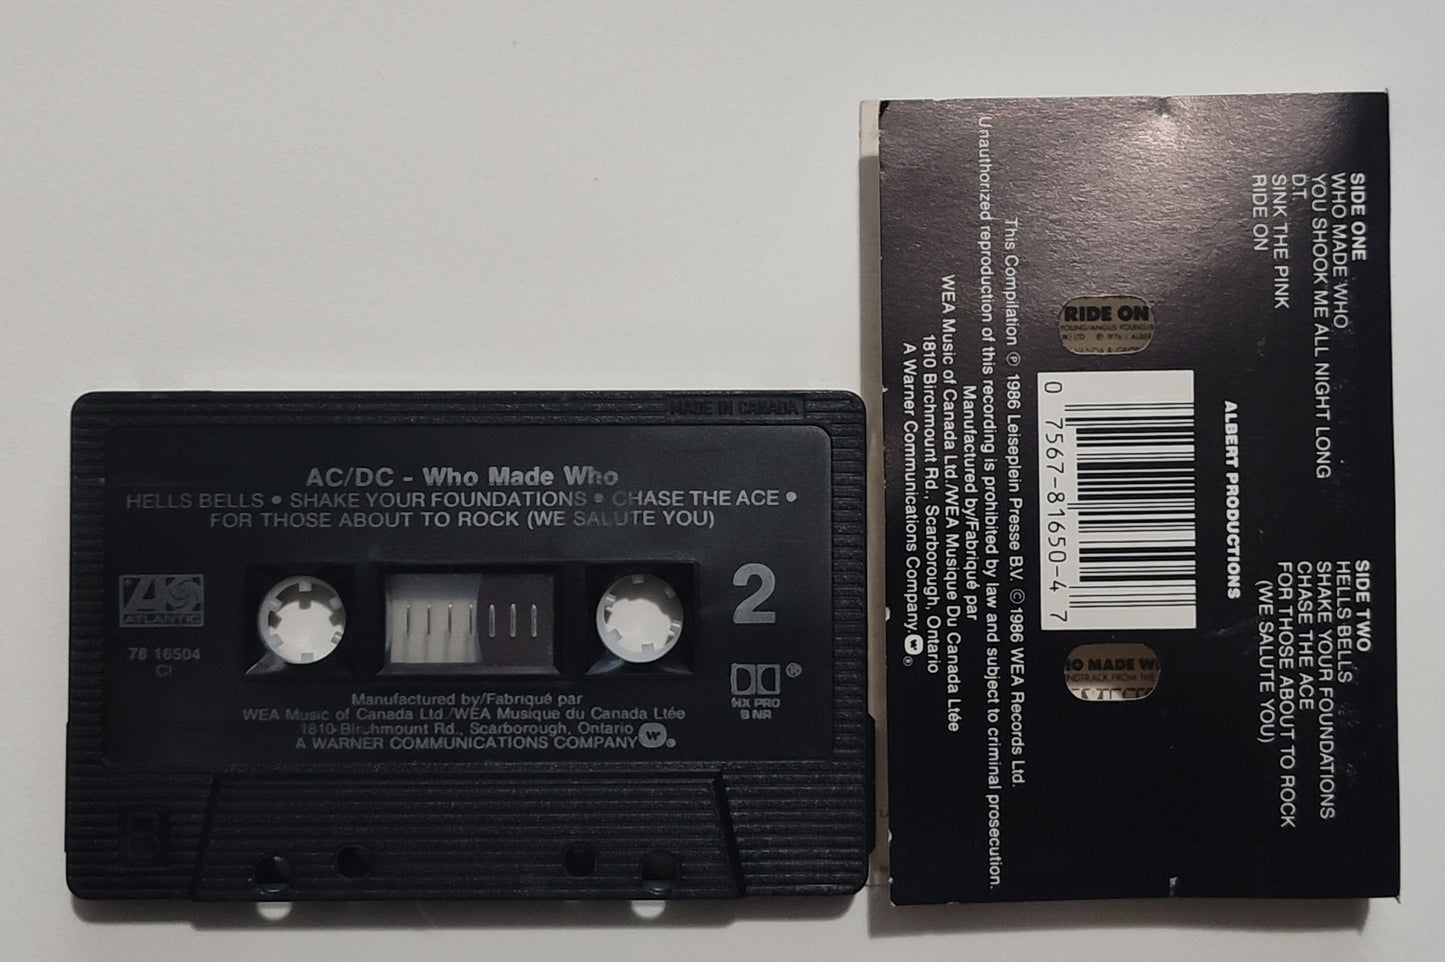 MADE IN CANADA
AC/DC - Who Made Who
HELLS BELLS • SHAKE YOUR FOUNDATIONS • CHASE THE ACE •
FOR THOSE ABOUT TO ROCK (WE SALUTE YOU)
ATLANTIC
78 16504
CI
2
HX PRO
B NR
Manufactured by/Fabriqué par
WEA Music of Canada Ltd./WEA Musique du Canada Ltée
1810 Birchmount Rd., Scarborough, Ontario
A WARNER COMMUNICATIONS COMPANY
B
SIDE ONE
WHO MADE WHO
YOU SHOOK ME ALL NIGHT LONG
D.T.
SINK THE PINK
RIDE ON
SIDE TWO
HELLS BELLS
SHAKE YOUR FOUNDATIONS
CHASE THE ACE
FOR THOSE ABOUT TO ROCK
(WE SALUTE YOU)
ALBERT PRODUCTIONS
0 7567-81650-4 7
RIDE ON
YOUNG/ANGUS YOUNG/
This Compilation ℗ 1986 Leiseplein Presse B.V. © 1986 WEA Records Ltd.
Unauthorized reproduction of this recording is prohibited by law and subject to criminal prosecution.
Manufactured by/Fabriqué par
WEA Music of Canada Ltd./WEA Musique Du Canada Ltée
1810 Birchmount Rd., Scarborough, Ontario
A Warner Communications Company.
MADE
FROM THE